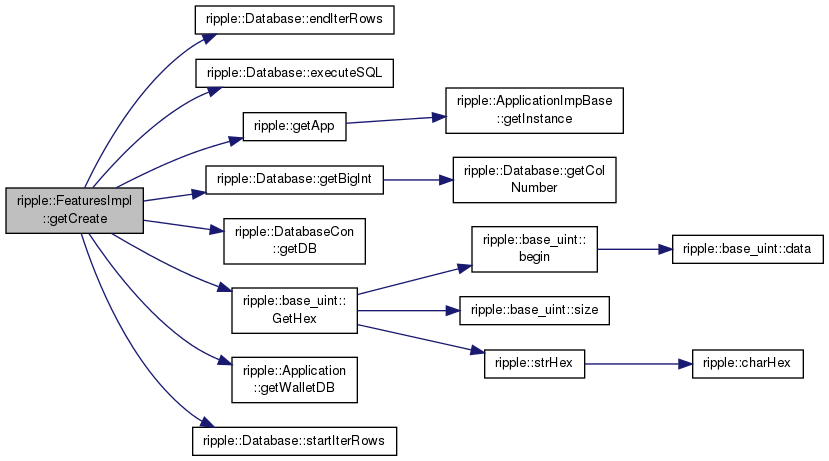 ripple::Database::endIterRows
ripple::Database::executeSQL
ripple::ApplicationImpBase
::getInstance
ripple::getApp
ripple::Database::getBigInt
ripple::Database::getCol
Number
ripple::FeaturesImpl
::getCreate
ripple::DatabaseCon
::getDB
ripple::base_uint::
begin
ripple::base_uint::data
ripple::base_uint::
GetHex
ripple::base_uint::size
ripple::strHex
ripple::charHex
ripple::Application
::getWalletDB
ripple::Database::startIterRows